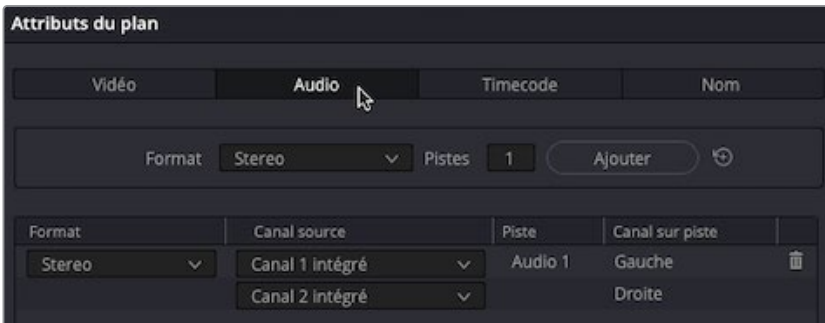 Attributs du plan
Vidéo Audio Timecode Nom
Format Stereo Pistes 1 Ajouter
Format Canal source Piste Canal sur piste
Stereo Canal 1 intégré Audio 1 Gauche
Canal 2 intégré Droite